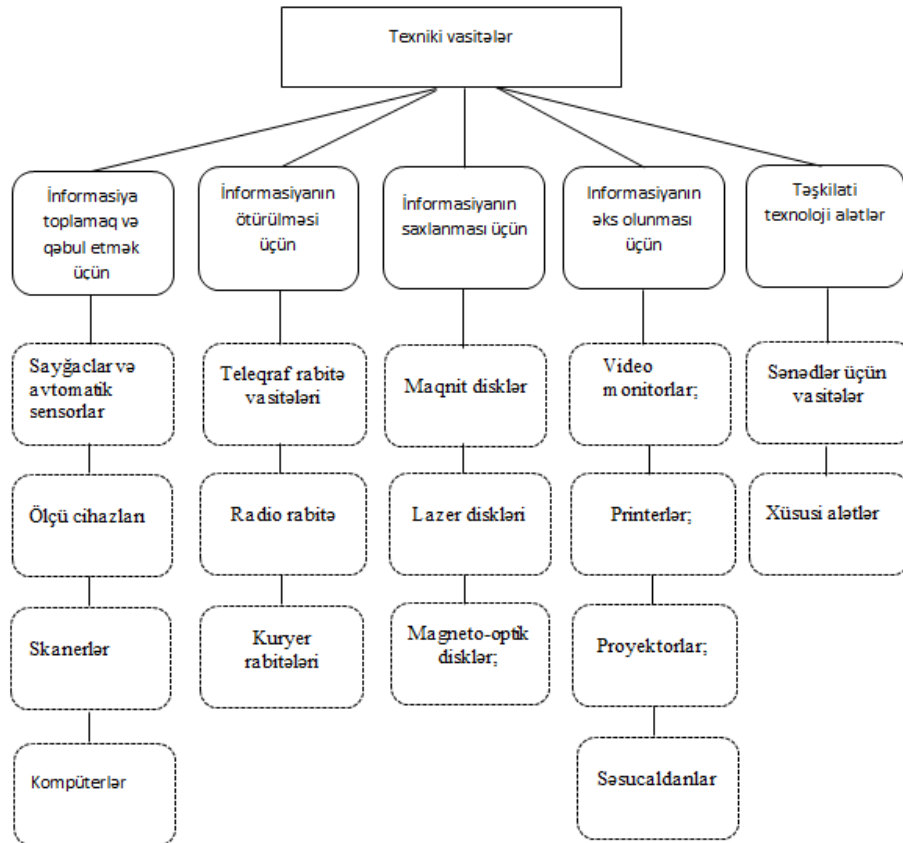 Texniki vasitələr
İnformasiya
toplamaq və
qəbul etmək
üçün
İnformasiyanın
ötürülməsi
üçün
İnformasiyanın
saxlanması üçün
Informasiyanın
əks olunması
üçün
Təşkilati
texnoloji alətlər
Sayğaclar və
avtomatik
sensorlar
Teleqraf rabitə
vasitələri
Maqnit disklər
Video
monitorlar;
Sənədlər üçün
vasitələr
Ölçü cihazları
Radio rabitə
Lazer diskləri
Printerlər;
Xüsusi alətlər
Skanerlər
Kuryer
rabitələri
Magneto-optik
disklər;
Proyektorlar;
Kompüterlər
Səsucaldanlar